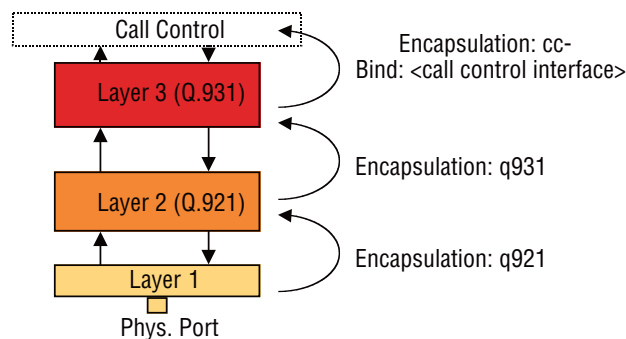 Call Control
Encapsulation: cc-
Bind: <call control interface>
Layer 3 (Q.931)
Encapsulation: q931
Layer 2 (Q.921)
Encapsulation: q921
Layer 1
Phys. Port